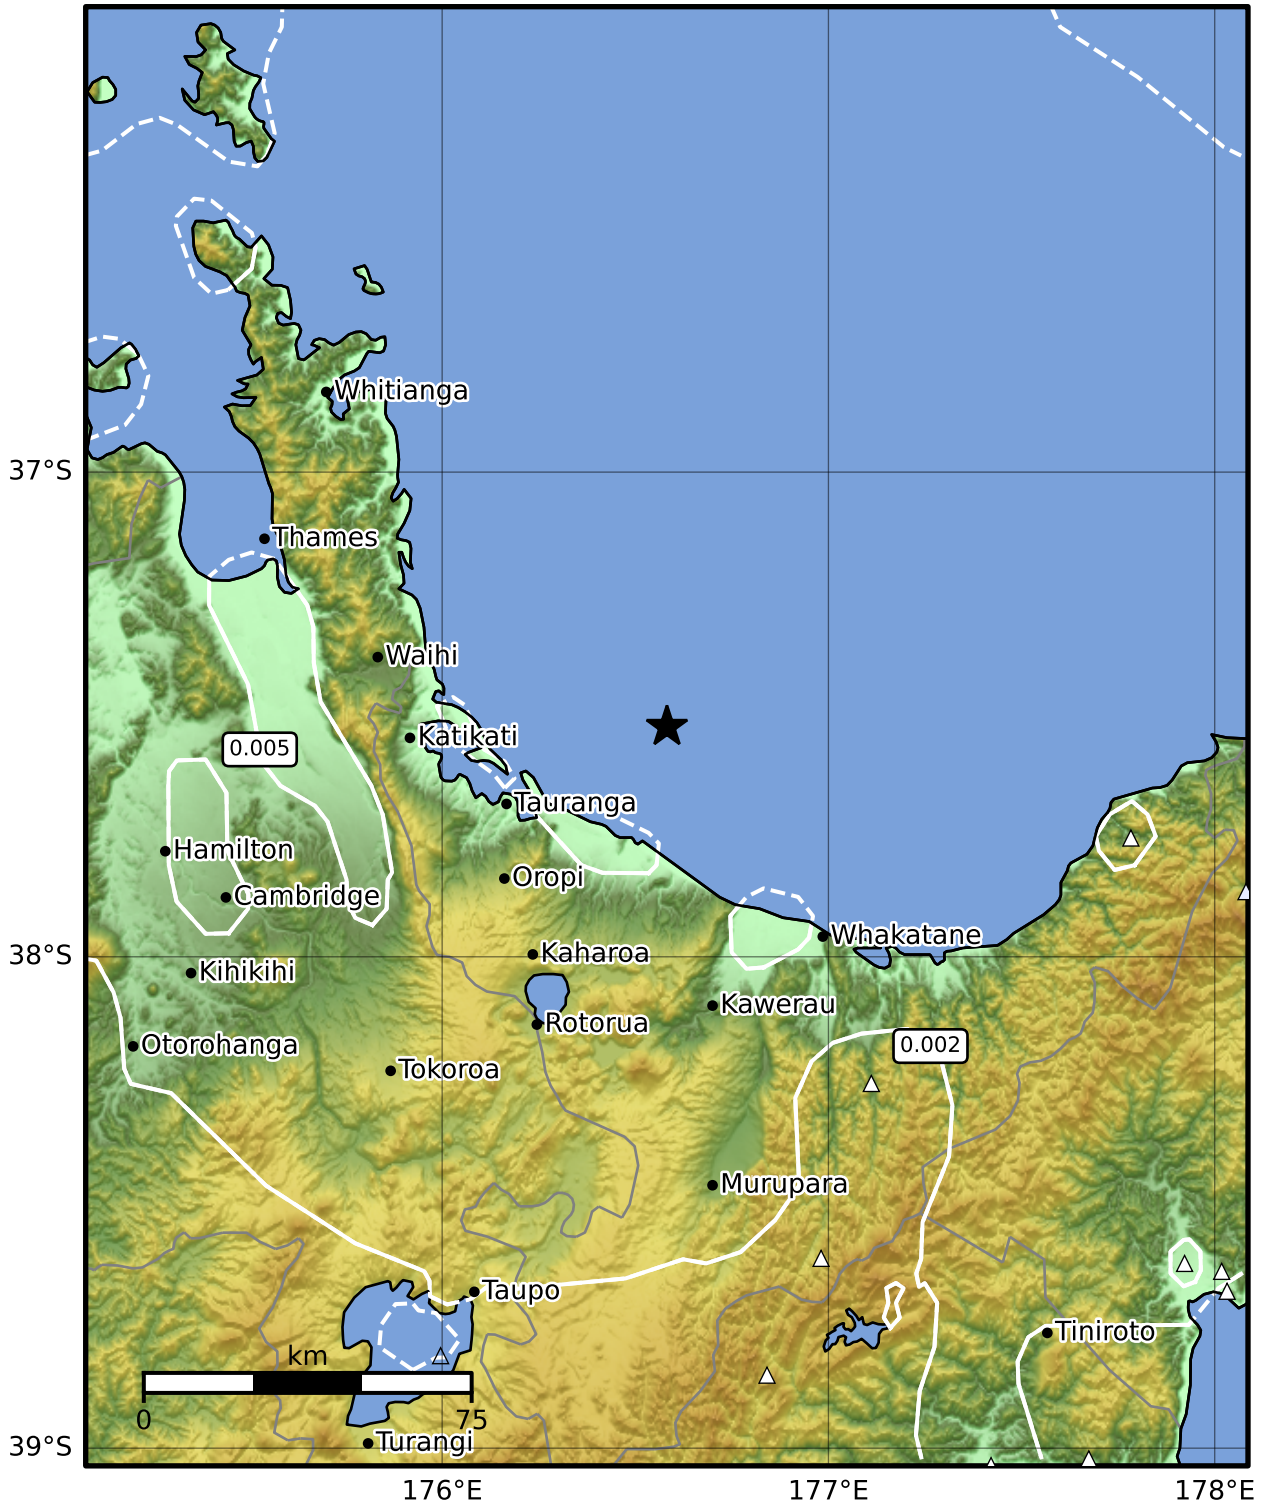 Whitianga
37°S
Thames
Waihi
Katikati
0.005
Tauranga
Hamilton
Oropi
Cambridge
Whakatane
38°S
Kaharoa
Kihikihi
Kawerau
Rotorua
Otorohanga
0.002
Tokoroa
Murupara
Taupo
Tiniroto
km
0
75
Turangi
39°S
176°E
177°E
178°E